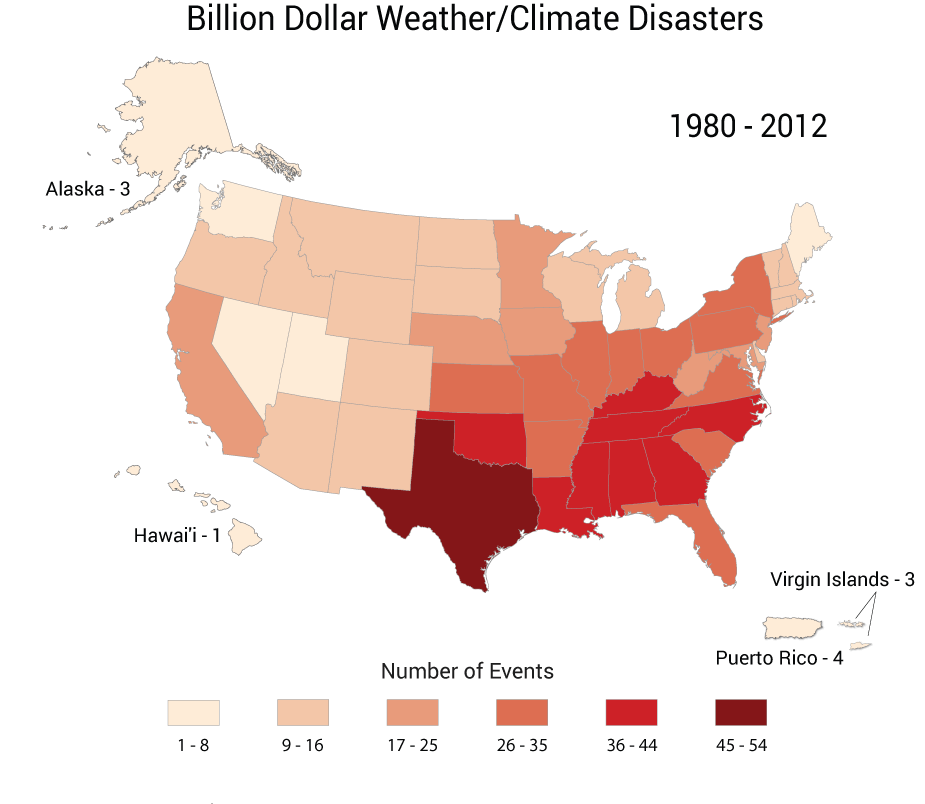 Billion Dollar Weather/Climate Disasters
1980 - 2012
Alaska - 3
Hawai'i - 1
Virgin Islands - 3
Puerto Rico - 4
Number of Events
1 - 8
9 - 16
17 - 25
26 - 35
36 - 44
45 - 54